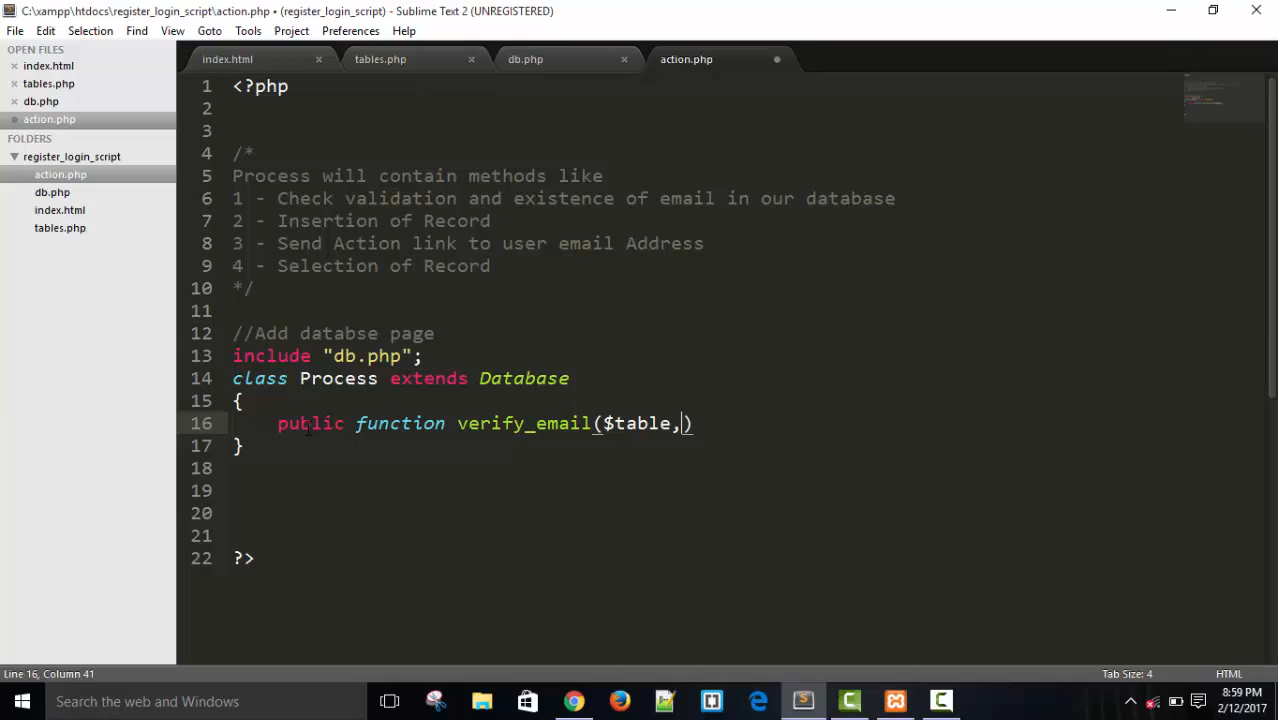 C:\xampp\htdocs\register_login_script\action.php • (register_login_script) - Sublime Text 2 (UNREGISTERED)
File Edit Selection Find View Goto Tools Project Preferences Help
OPEN FILES
index.html
tables.php
db.php
action.php
FOLDERS
register_login_script
action.php
db.php
index.html
tables.php
index.html tables.php db.php action.php
1 <?php
2
3
4 /*
5 Process will contain methods like
6 1 - Check validation and existence of email in our database
7 2 - Insertion of Record
8 3 - Send Action link to user email Address
9 4 - Selection of Record
10 */
11
12 //Add databse page
13 include "db.php";
14 class Process extends Database
15 {
16 public function verify_email($table,)
17 }
18
19
20
21
22 ?>
Line 16, Column 41 Tab Size: 4 HTML
Search the web and Windows
8:59 PM
2/12/2017